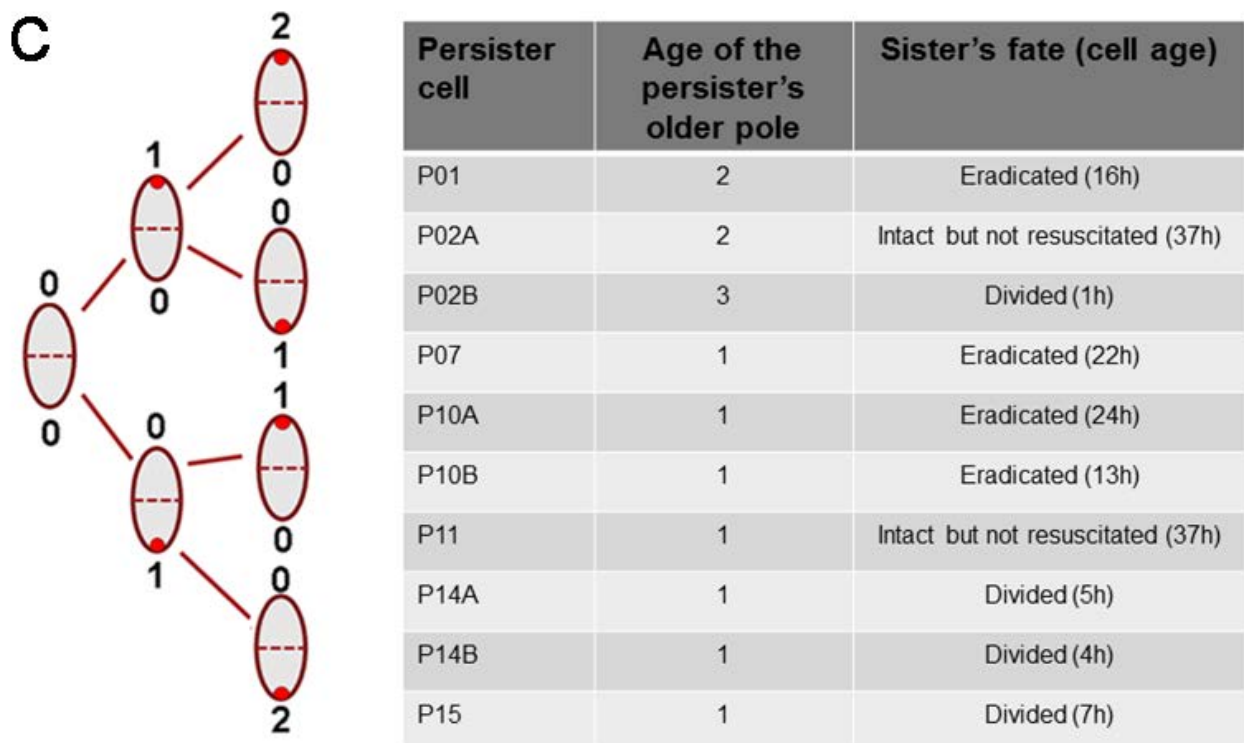 C
2
0
0
1
1
0
0
2
1
0
0
1
0
0
Persister cell
Age of the persister's older pole
Sister's fate (cell age)
P01 2 Eradicated (16h)
P02A 2 Intact but not resuscitated (37h)
P02B 3 Divided (1h)
P07 1 Eradicated (22h)
P10A 1 Eradicated (24h)
P10B 1 Eradicated (13h)
P11 1 Intact but not resuscitated (37h)
P14A 1 Divided (5h)
P14B 1 Divided (4h)
P15 1 Divided (7h)